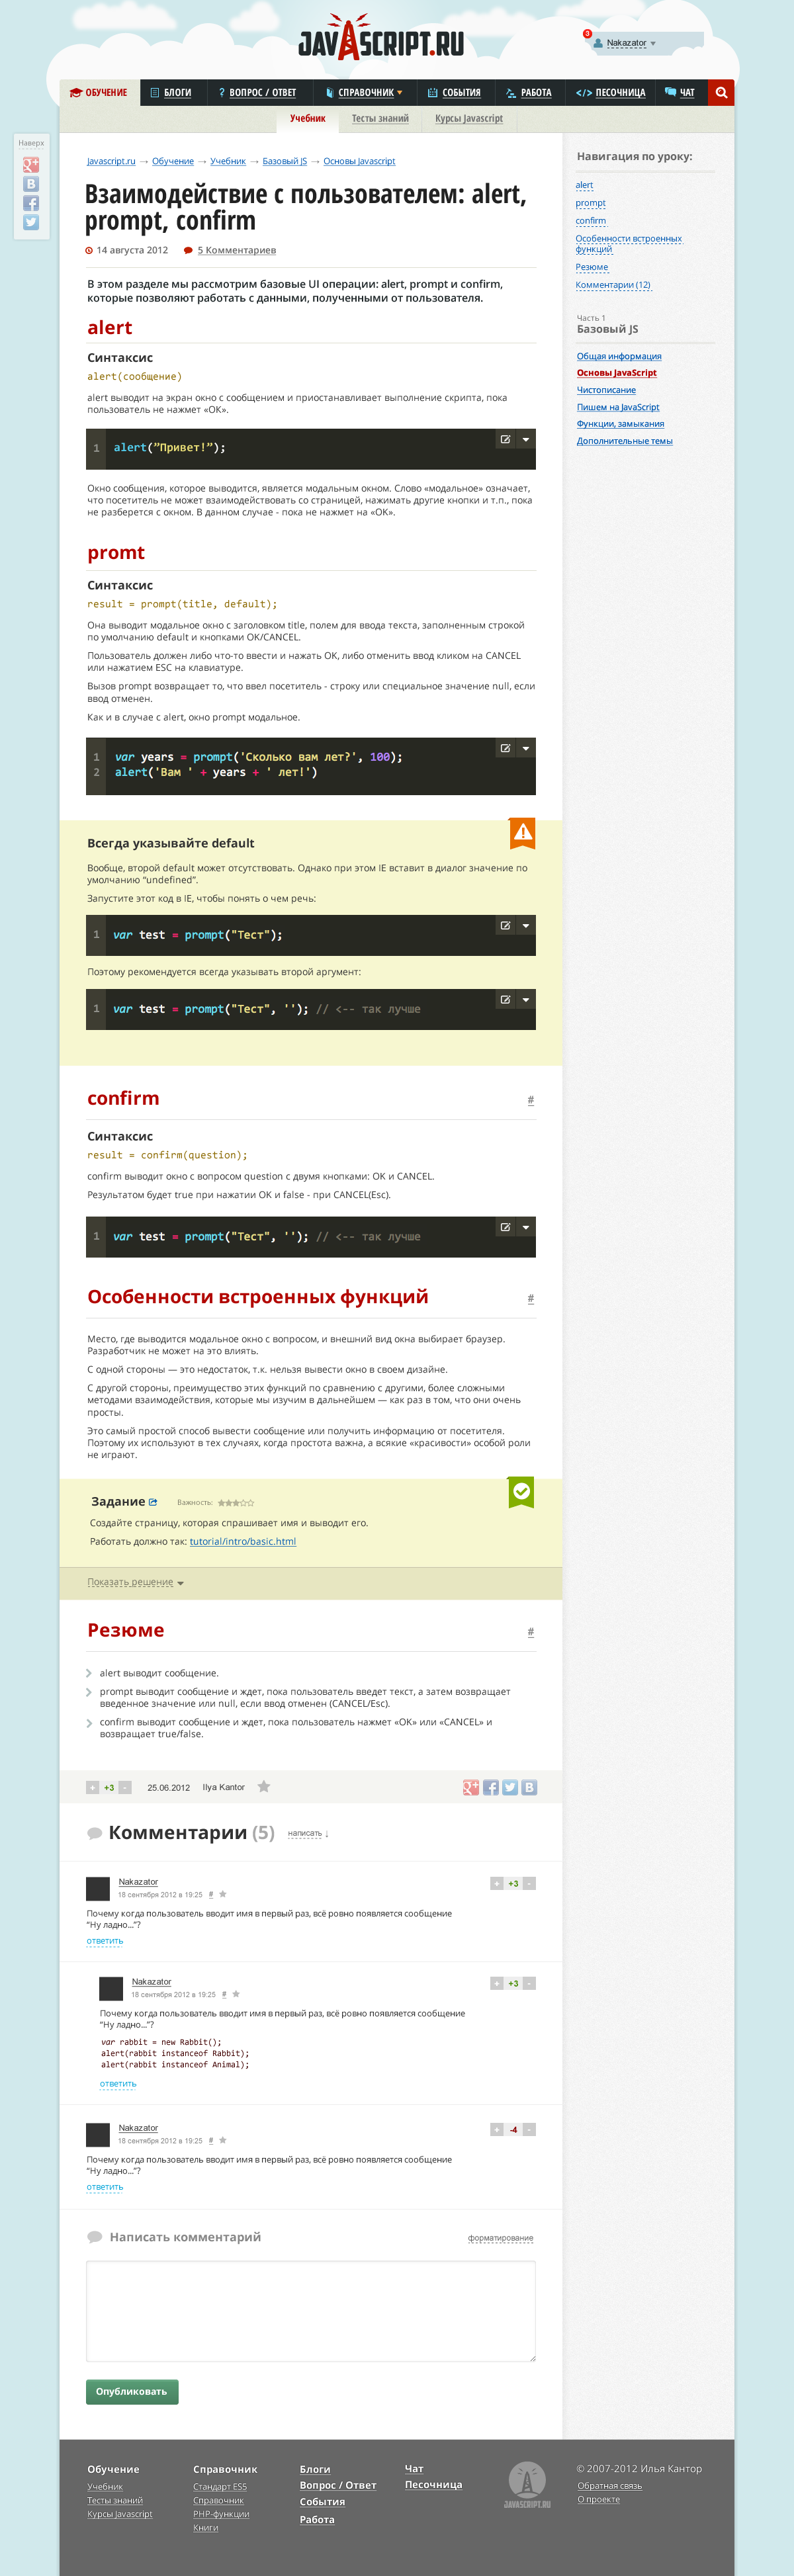 JAVASCRIPT.RU
3
Nakazator
ОБУЧЕНИЕ
БЛОГИ
ВОПРОС / ОТВЕТ
СПРАВОЧНИК
СОБЫТИЯ
РАБОТА
ПЕСОЧНИЦА
ЧАТ
Учебник
Тесты знаний
Курсы Javascript
Наверх
Javascript.ru → Обучение → Учебник → Базовый JS → Основы Javascript
Взаимодействие с пользователем: alert,
prompt, confirm
14 августа 2012
5 Комментариев
В этом разделе мы рассмотрим базовые UI операции: alert, prompt и confirm,
которые позволяют работать с данными, полученными от пользователя.
alert
Синтаксис
alert(сообщение)
alert выводит на экран окно с сообщением и приостанавливает выполнение скрипта, пока
пользователь не нажмет «ОК».
1 alert(”Привет!”);
Окно сообщения, которое выводится, является модальным окном. Слово «модальное» означает,
что посетитель не может взаимодействовать со страницей, нажимать другие кнопки и т.п., пока
не разберется с окном. В данном случае - пока не нажмет на «OK».
promt
Синтаксис
result = prompt(title, default);
Она выводит модальное окно с заголовком title, полем для ввода текста, заполненным строкой
по умолчанию default и кнопками OK/CANCEL.
Пользователь должен либо что-то ввести и нажать OK, либо отменить ввод кликом на CANCEL
или нажатием ESC на клавиатуре.
Вызов prompt возвращает то, что ввел посетитель - строку или специальное значение null, если
ввод отменен.
Как и в случае с alert, окно prompt модальное.
1 var years = prompt('Сколько вам лет?', 100);
2 alert('Вам ' + years + ' лет!')
Всегда указывайте default
Вообще, второй default может отсутствовать. Однако при этом IE вставит в диалог значение по
умолчанию “undefined”.
Запустите этот код в IE, чтобы понять о чем речь:
1 var test = prompt("Тест");
Поэтому рекомендуется всегда указывать второй аргумент:
1 var test = prompt("Тест", ''); // <-- так лучше
confirm
#
Синтаксис
result = confirm(question);
confirm выводит окно с вопросом question с двумя кнопками: OK и CANCEL.
Результатом будет true при нажатии OK и false - при CANCEL(Esc).
1 var test = prompt("Тест", ''); // <-- так лучше
Особенности встроенных функций
#
Место, где выводится модальное окно с вопросом, и внешний вид окна выбирает браузер.
Разработчик не может на это влиять.
С одной стороны — это недостаток, т.к. нельзя вывести окно в своем дизайне.
С другой стороны, преимущество этих функций по сравнению с другими, более сложными
методами взаимодействия, которые мы изучим в дальнейшем — как раз в том, что они очень
просты.
Это самый простой способ вывести сообщение или получить информацию от посетителя.
Поэтому их используют в тех случаях, когда простота важна, а всякие «красивости» особой роли
не играют.
Задание
Важность:
Создайте страницу, которая спрашивает имя и выводит его.
Работать должно так: tutorial/intro/basic.html
Показать решение
Резюме
#
alert выводит сообщение.
prompt выводит сообщение и ждет, пока пользователь введет текст, а затем возвращает
введенное значение или null, если ввод отменен (CANCEL/Esc).
confirm выводит сообщение и ждет, пока пользователь нажмет «OK» или «CANCEL» и
возвращает true/false.
+ +3 -
25.06.2012
Ilya Kantor
Комментарии (5)
написать ↓
Nakazator
18 сентября 2012 в 19:25 #
+ +3 -
Почему когда пользователь вводит имя в первый раз, всё ровно появляется сообщение
“Ну ладно...”?
ответить
Nakazator
18 сентября 2012 в 19:25 #
+ +3 -
Почему когда пользователь вводит имя в первый раз, всё ровно появляется сообщение
“Ну ладно...”?
var rabbit = new Rabbit();
alert(rabbit instanceof Rabbit);
alert(rabbit instanceof Animal);
ответить
Nakazator
18 сентября 2012 в 19:25 #
+ -4 -
Почему когда пользователь вводит имя в первый раз, всё ровно появляется сообщение
“Ну ладно...”?
ответить
Написать комментарий
форматирование
Опубликовать
Навигация по уроку:
alert
prompt
confirm
Особенности встроенных
функций
Резюме
Комментарии (12)
Часть 1
Базовый JS
Общая информация
Основы JavaScript
Чистописание
Пишем на JavaScript
Функции, замыкания
Дополнительные темы
Обучение
Учебник
Тесты знаний
Курсы Javascript
Справочник
Стандарт ES5
Справочник
PHP-функции
Книги
Блоги
Вопрос / Ответ
События
Работа
Чат
Песочница
JAVASCRIPT.RU
© 2007-2012 Илья Кантор
Обратная связь
О проекте